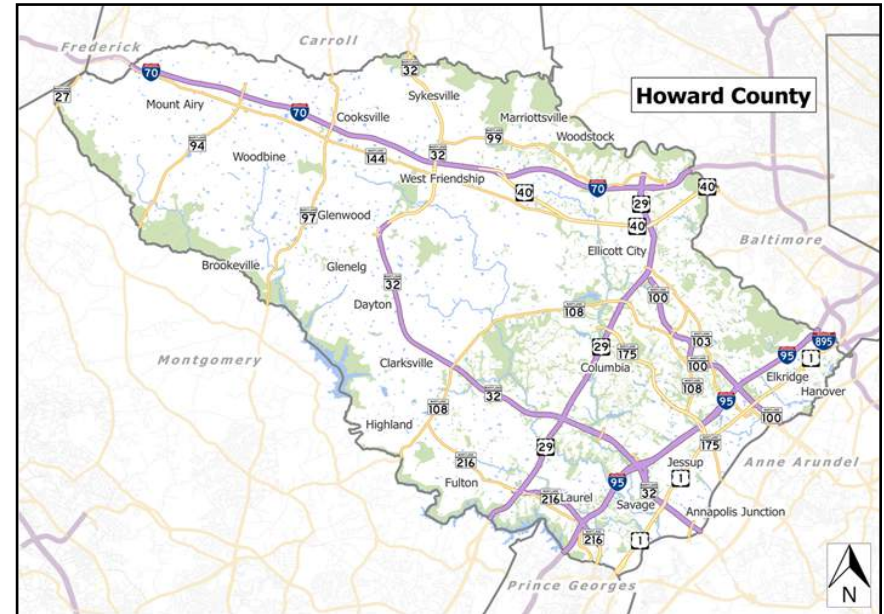 Frederick
Carroll
32
70
27
Mount Airy
70
Sykesville
Howard County
Cooksville
Marriottsville
94
Woodbine
144
32
99
Woodstock
West Friendship
40
70
29
40
97
Glenwood
40
Ellicott City
Baltimore
Brookeville
Glenelg
32
Dayton
100
108
103
895
Montgomery
Clarksville
29
175
Columbia
100
95
1
Elkridge
Hanover
108
32
95
108
100
Highland
29
175
216
Fulton
Jessup
Anne Arundel
95
1
216
Laurel
Savage
32
Annapolis Junction
216
1
Prince Georges
N